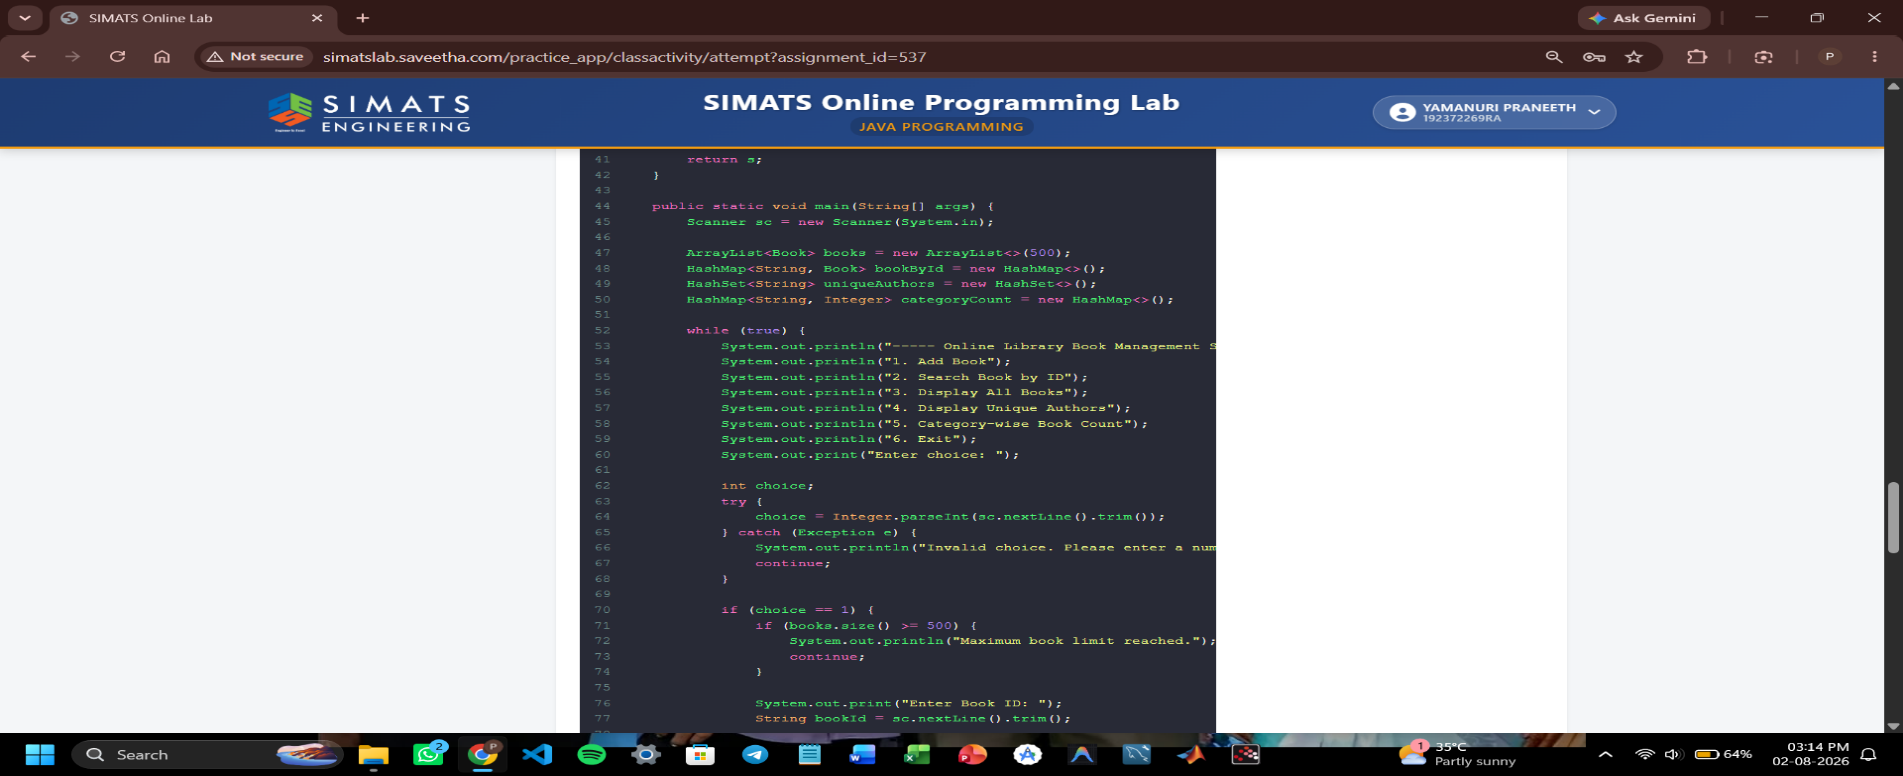 SIMATS Online Lab
Ask Gemini
Not secure
simatslab.saveetha.com/practice_app/classactivity/attempt?assignment_id=537
P
SIMATS
ENGINEERING
SIMATS Online Programming Lab
JAVA PROGRAMMING
YAMANURI PRANEETH
192372269RA
41 return s;
42 }
43
44 public static void main(String[] args) {
45 Scanner sc = new Scanner(System.in);
46
47 ArrayList<Book> books = new ArrayList<>(500);
48 HashMap<String, Book> bookById = new HashMap<>();
49 HashSet<String> uniqueAuthors = new HashSet<>();
50 HashMap<String, Integer> categoryCount = new HashMap<>();
51
52 while (true) {
53 System.out.println("----- Online Library Book Management S
54 System.out.println("1. Add Book");
55 System.out.println("2. Search Book by ID");
56 System.out.println("3. Display All Books");
57 System.out.println("4. Display Unique Authors");
58 System.out.println("5. Category-wise Book Count");
59 System.out.println("6. Exit");
60 System.out.print("Enter choice: ");
61
62 int choice;
63 try {
64 choice = Integer.parseInt(sc.nextLine().trim());
65 } catch (Exception e) {
66 System.out.println("Invalid choice. Please enter a num
67 continue;
68 }
69
70 if (choice == 1) {
71 if (books.size() >= 500) {
72 System.out.println("Maximum book limit reached.");
73 continue;
74 }
75
76 System.out.print("Enter Book ID: ");
77 String bookId = sc.nextLine().trim();
Search
2
P
1
35°C
Partly sunny
64%
03:14 PM
02-08-2026